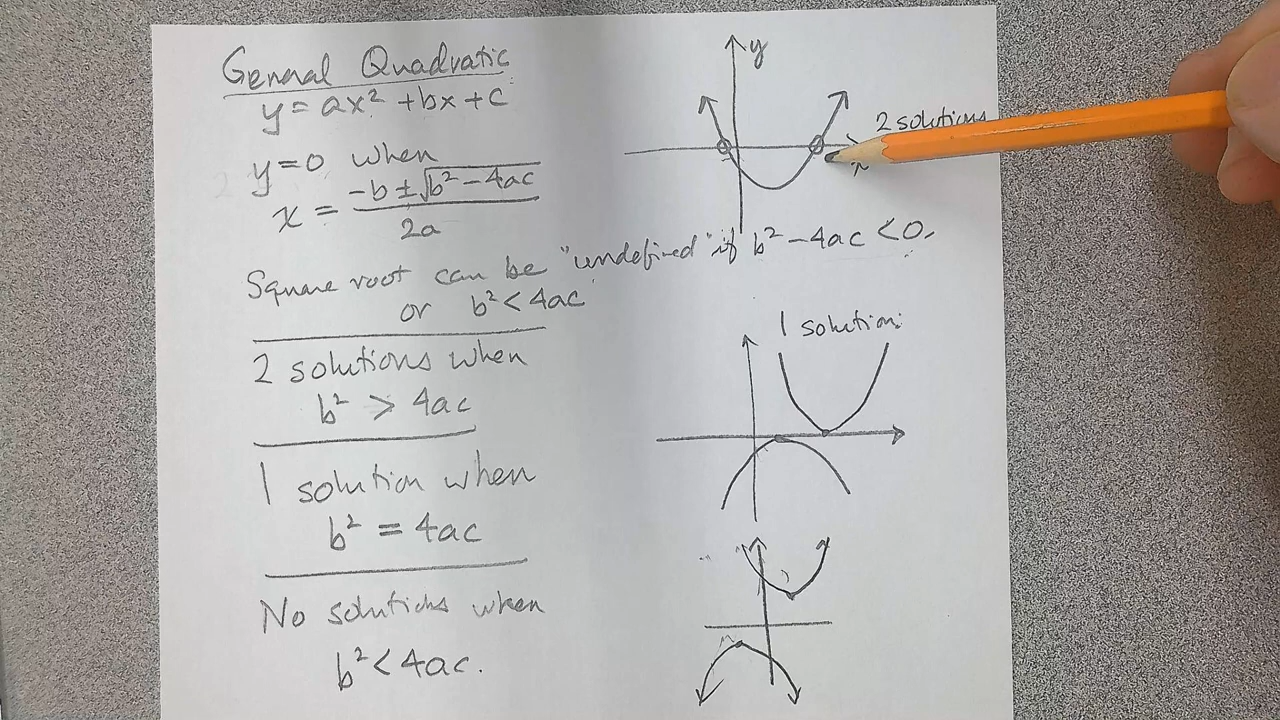 General Quadratic
y = ax² + bx + c
y = 0 when
x = -b ± √b² - 4ac / 2a
Square root can be "undefined" if b² - 4ac < 0,
or b² < 4ac
2 solutions when
b² > 4ac
1 solution when
b² = 4ac
No solutions when
b² < 4ac.
y
2 solutions
x
1 solution: